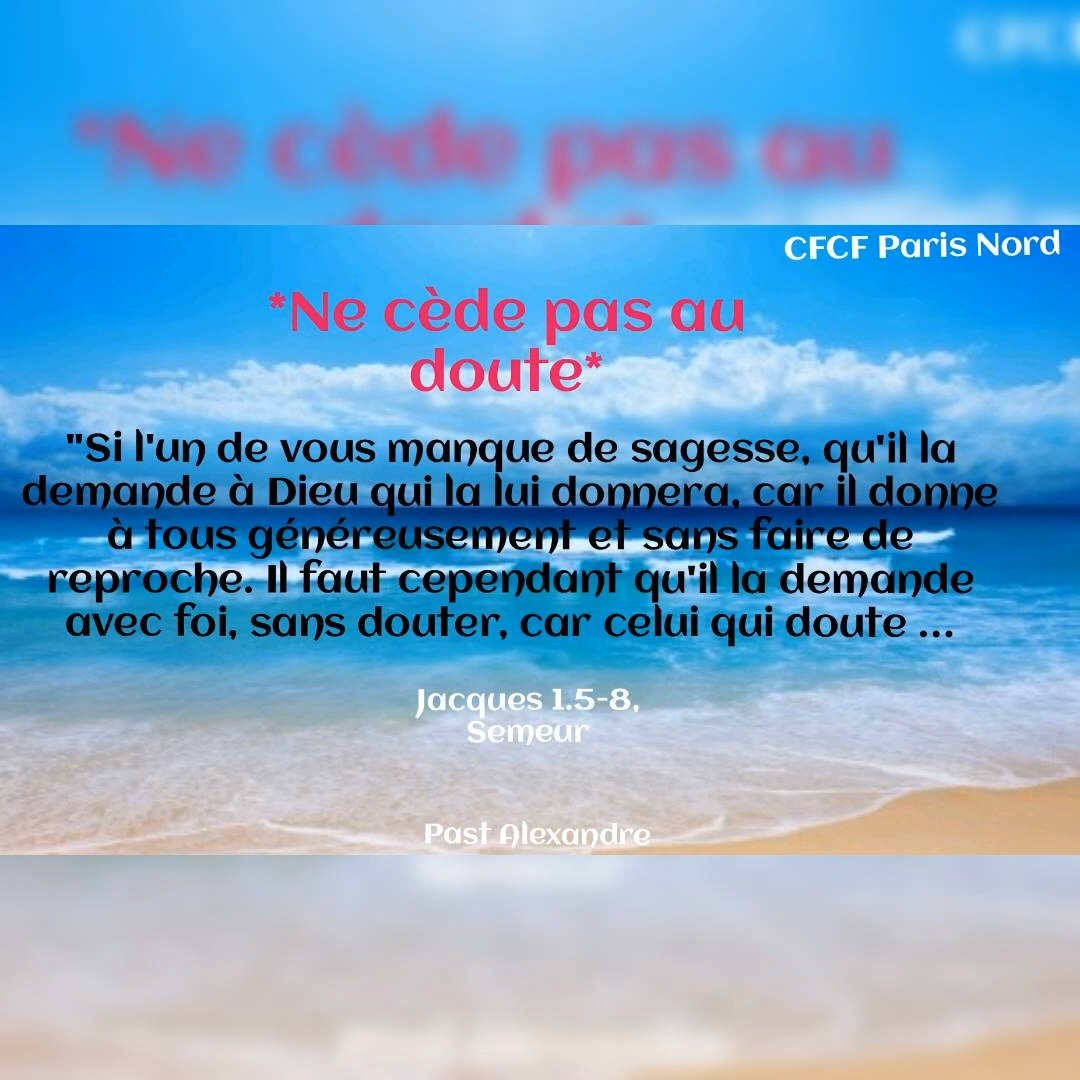 CFCF Paris Nord
*Ne cède pas au
doute*
"Si l'un de vous manque de sagesse, qu'il la
demande à Dieu qui la lui donnera, car il donne
à tous généreusement et sans faire de
reproche. Il faut cependant qu'il la demande
avec foi, sans douter, car celui qui doute ...
Jacques 1.5-8,
Semeur
Past Alexandre